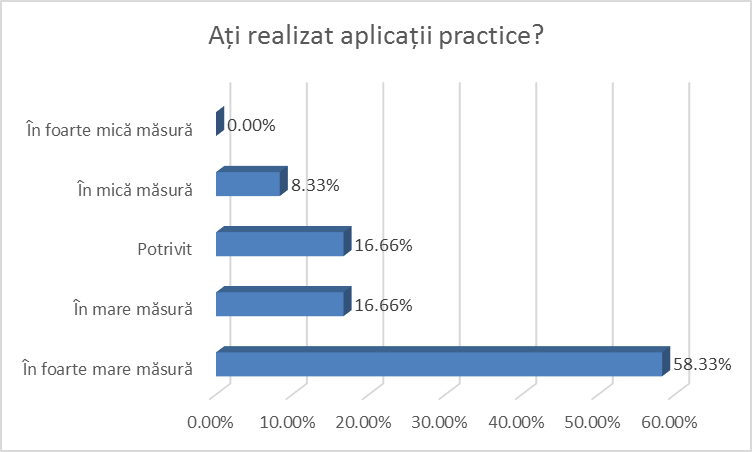 Ați realizat aplicații practice?
În foarte mică măsură
0.00%
În mică măsură
8.33%
Potrivit
16.66%
În mare măsură
16.66%
În foarte mare măsură
58.33%
0.00% 10.00% 20.00% 30.00% 40.00% 50.00% 60.00%